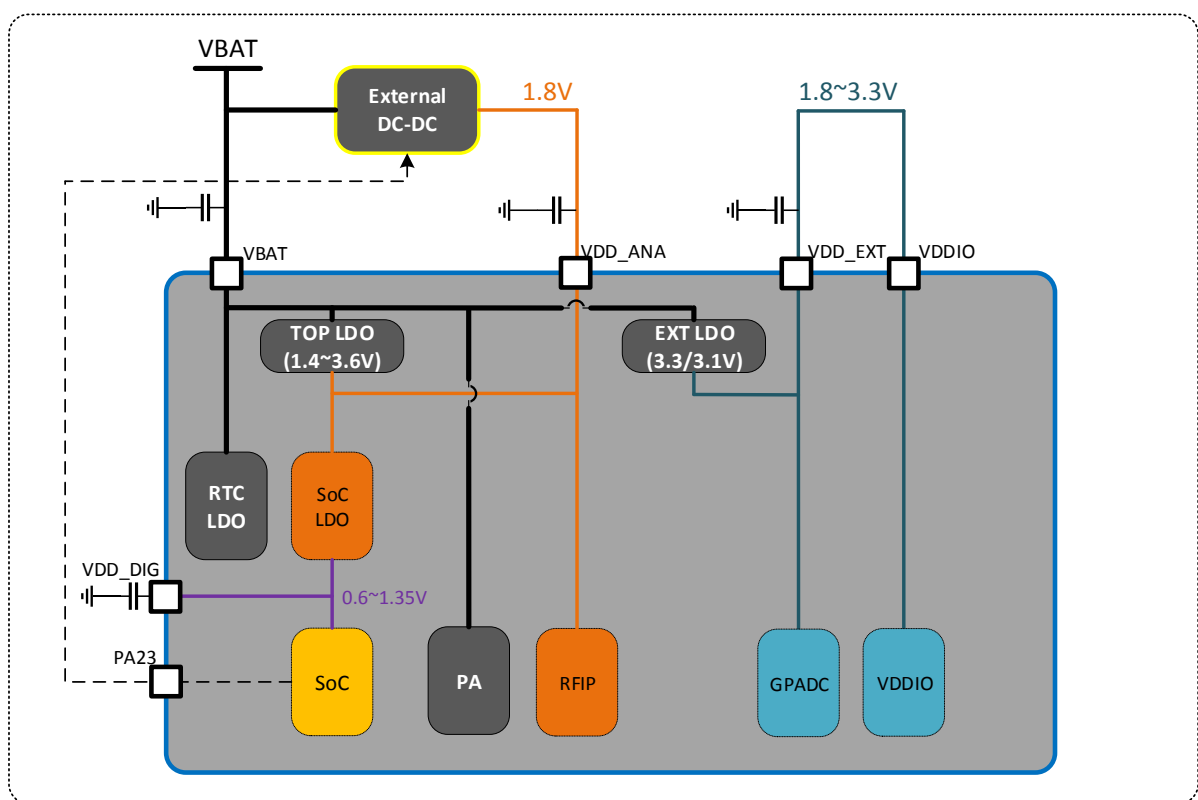 VBAT
External
DC-DC
1.8V
1.8~3.3V
VBAT
VDD_ANA
VDD_EXT
VDDIO
TOP LDO
(1.4~3.6V)
EXT LDO
(3.3/3.1V)
RTC
LDO
SoC
LDO
VDD_DIG
0.6~1.35V
PA23
SoC
PA
RFIP
GPADC
VDDIO